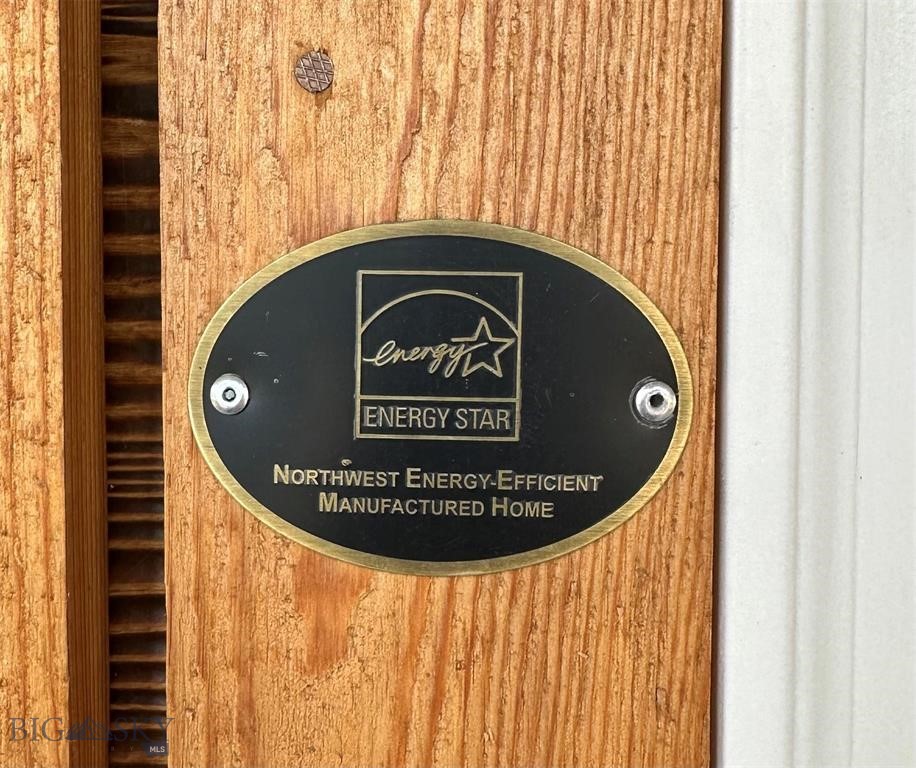 energy
ENERGY STAR
NORTHWEST ENERGY-EFFICIENT
MANUFACTURED HOME
BIG SKY
MLS